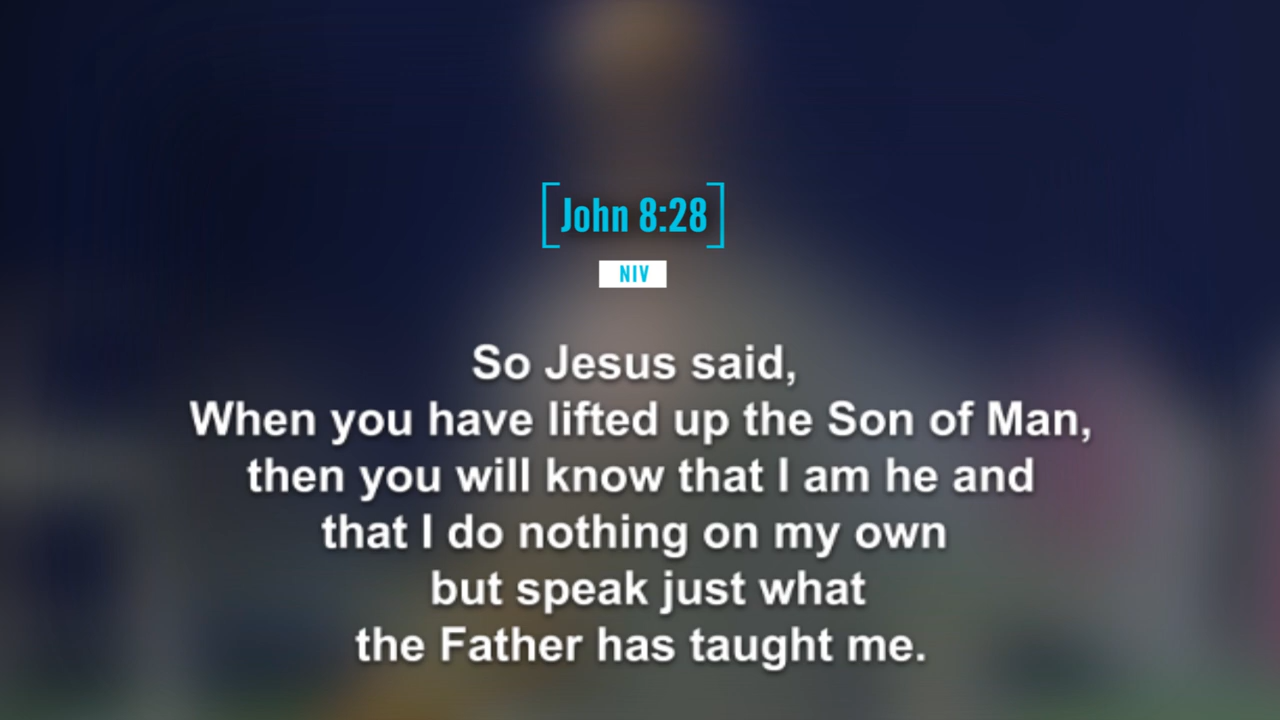 [John 8:28]
NIV
So Jesus said,
When you have lifted up the Son of Man,
then you will know that I am he and
that I do nothing on my own
but speak just what
the Father has taught me.